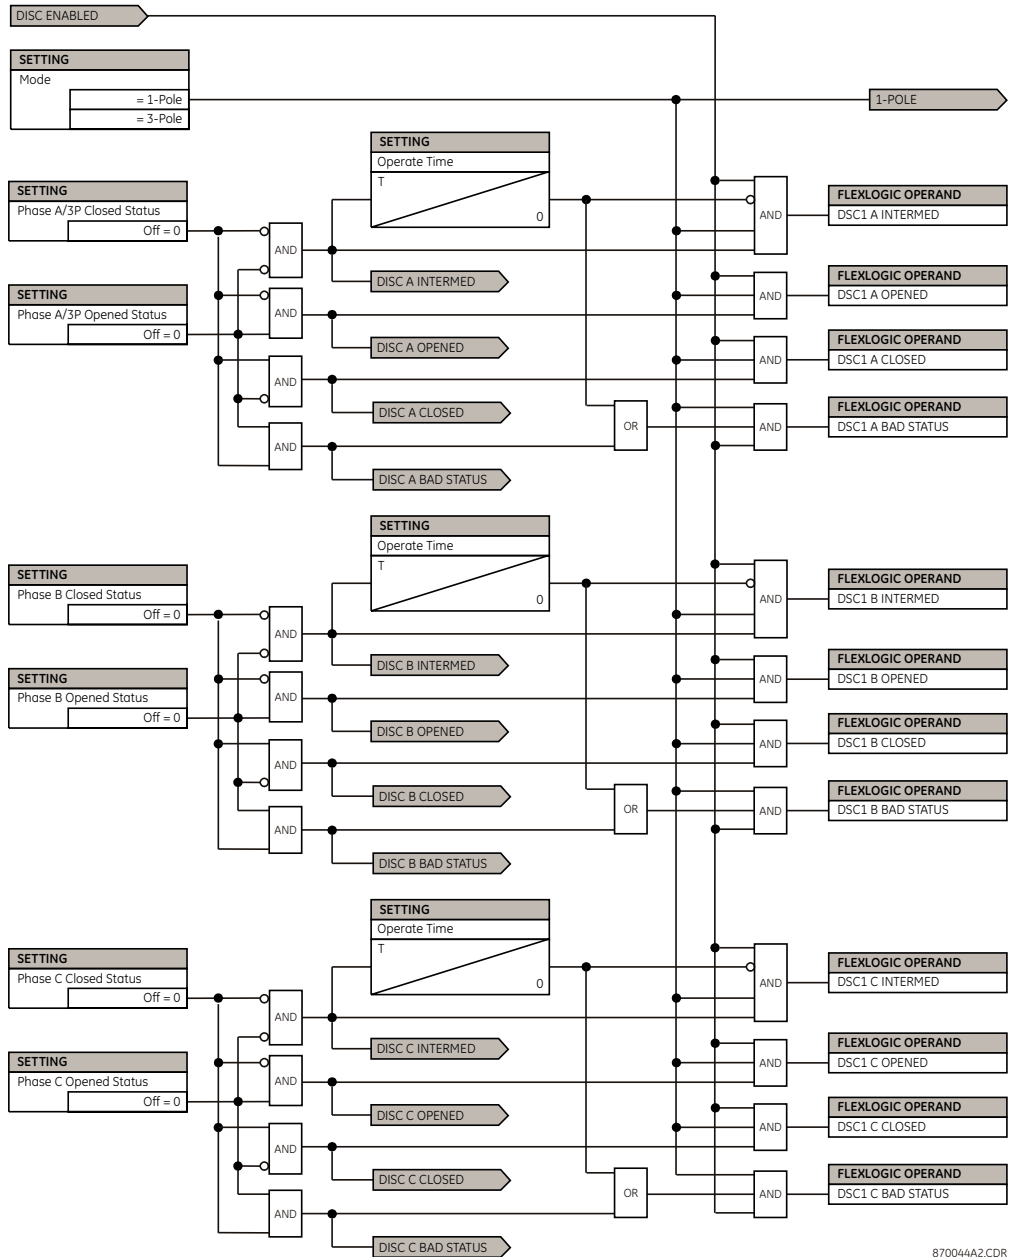 DISC ENABLED
SETTING
Mode
= 1-Pole
= 3-Pole
1-POLE
SETTING
Operate Time
T
0
SETTING
Phase A/3P Closed Status
Off = 0
AND
AND
FLEXLOGIC OPERAND
DSC1 A INTERMED
DISC A INTERMED
SETTING
Phase A/3P Opened Status
Off = 0
AND
AND
FLEXLOGIC OPERAND
DSC1 A OPENED
DISC A OPENED
AND
AND
FLEXLOGIC OPERAND
DSC1 A CLOSED
DISC A CLOSED
AND
OR
AND
FLEXLOGIC OPERAND
DSC1 A BAD STATUS
DISC A BAD STATUS
SETTING
Operate Time
T
0
SETTING
Phase B Closed Status
Off = 0
AND
AND
FLEXLOGIC OPERAND
DSC1 B INTERMED
DISC B INTERMED
SETTING
Phase B Opened Status
Off = 0
AND
AND
FLEXLOGIC OPERAND
DSC1 B OPENED
DISC B OPENED
AND
AND
FLEXLOGIC OPERAND
DSC1 B CLOSED
DISC B CLOSED
AND
OR
AND
FLEXLOGIC OPERAND
DSC1 B BAD STATUS
DISC B BAD STATUS
SETTING
Operate Time
T
0
SETTING
Phase C Closed Status
Off = 0
AND
AND
FLEXLOGIC OPERAND
DSC1 C INTERMED
DISC C INTERMED
SETTING
Phase C Opened Status
Off = 0
AND
AND
FLEXLOGIC OPERAND
DSC1 C OPENED
DISC C OPENED
AND
AND
FLEXLOGIC OPERAND
DSC1 C CLOSED
DISC C CLOSED
AND
OR
AND
FLEXLOGIC OPERAND
DSC1 C BAD STATUS
DISC C BAD STATUS
870044A2.CDR